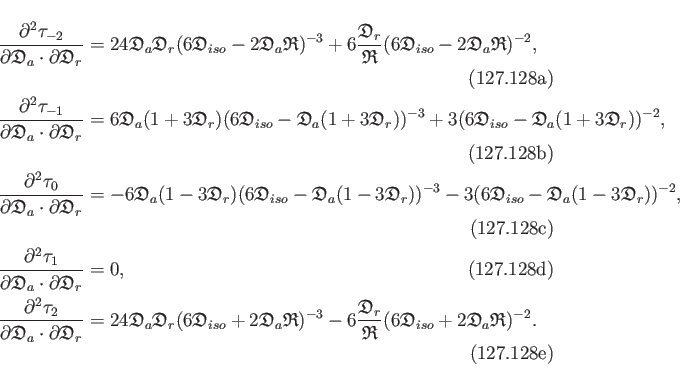 ∂²τ₋₂/∂𝔇ₐ · ∂𝔇ᵣ = 24𝔇ₐ𝔇ᵣ(6𝔇ᵢₛₒ − 2𝔇ₐℜ)⁻³ + 6 𝔇ᵣ/ℜ (6𝔇ᵢₛₒ − 2𝔇ₐℜ)⁻²,
(127.128a)
∂²τ₋₁/∂𝔇ₐ · ∂𝔇ᵣ = 6𝔇ₐ(1 + 3𝔇ᵣ)(6𝔇ᵢₛₒ − 𝔇ₐ(1 + 3𝔇ᵣ))⁻³ + 3(6𝔇ᵢₛₒ − 𝔇ₐ(1 + 3𝔇ᵣ))⁻²,
(127.128b)
∂²τ₀/∂𝔇ₐ · ∂𝔇ᵣ = −6𝔇ₐ(1 − 3𝔇ᵣ)(6𝔇ᵢₛₒ − 𝔇ₐ(1 − 3𝔇ᵣ))⁻³ − 3(6𝔇ᵢₛₒ − 𝔇ₐ(1 − 3𝔇ᵣ))⁻²,
(127.128c)
∂²τ₁/∂𝔇ₐ · ∂𝔇ᵣ = 0, (127.128d)
∂²τ₂/∂𝔇ₐ · ∂𝔇ᵣ = 24𝔇ₐ𝔇ᵣ(6𝔇ᵢₛₒ + 2𝔇ₐℜ)⁻³ − 6 𝔇ᵣ/ℜ (6𝔇ᵢₛₒ + 2𝔇ₐℜ)⁻².
(127.128e)